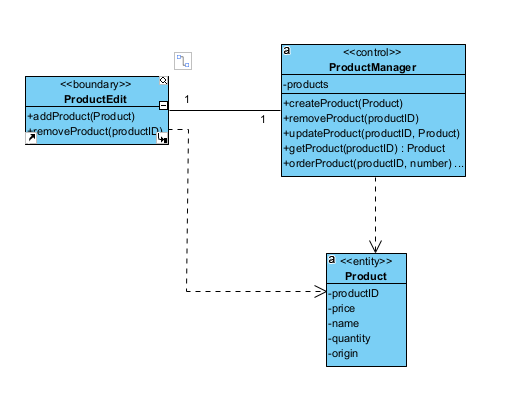 <<boundary>>
ProductEdit
+addProduct(Product)
+removeProduct(productID)
1
1
a
<<control>>
ProductManager
-products
+createProduct(Product)
+removeProduct(productID)
+updateProduct(productID, Product)
+getProduct(productID) : Product
+orderProduct(productID, number) ...
a
<<entity>>
Product
-productID
-price
-name
-quantity
-origin